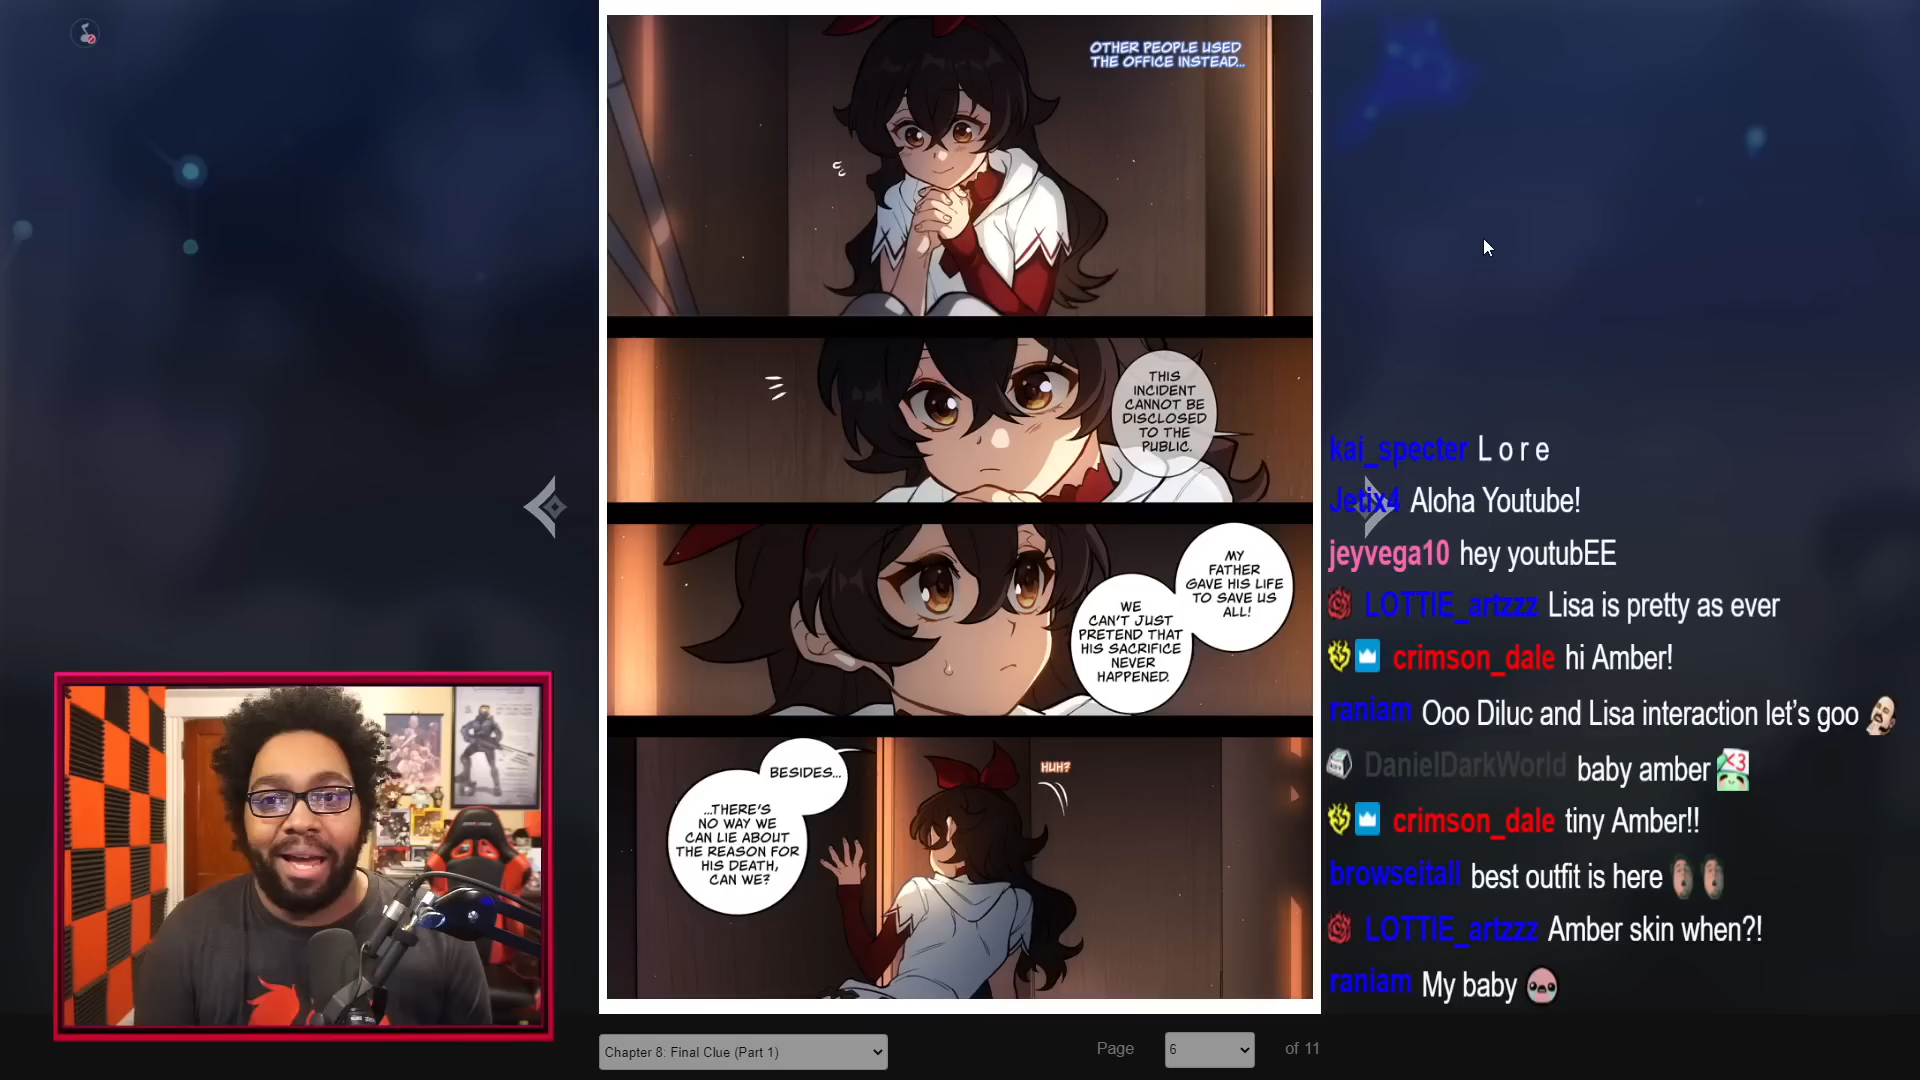 OTHER PEOPLE USED
THE OFFICE INSTEAD...
THIS
INCIDENT
CANNOT BE
DISCLOSED
TO THE
PUBLIC.
MY
FATHER
GAVE HIS LIFE
TO SAVE US
ALL!
WE
CAN'T JUST
PRETEND THAT
HIS SACRIFICE
NEVER
HAPPENED.
BESIDES...
HUH?
...THERE'S
NO WAY WE
CAN LIE ABOUT
THE REASON FOR
HIS DEATH,
CAN WE?
kai_specter L o r e
Jetix4 Aloha Youtube!
jeyvega10 hey youtubEE
LOTTIE_artzzz Lisa is pretty as ever
crimson_dale hi Amber!
raniam Ooo Diluc and Lisa interaction let's goo
DanielDarkWorld baby amber <3
crimson_dale tiny Amber!!
browseitall best outfit is here
LOTTIE_artzzz Amber skin when?!
raniam My baby
Chapter 8: Final Clue (Part 1)
Page 6 of 11